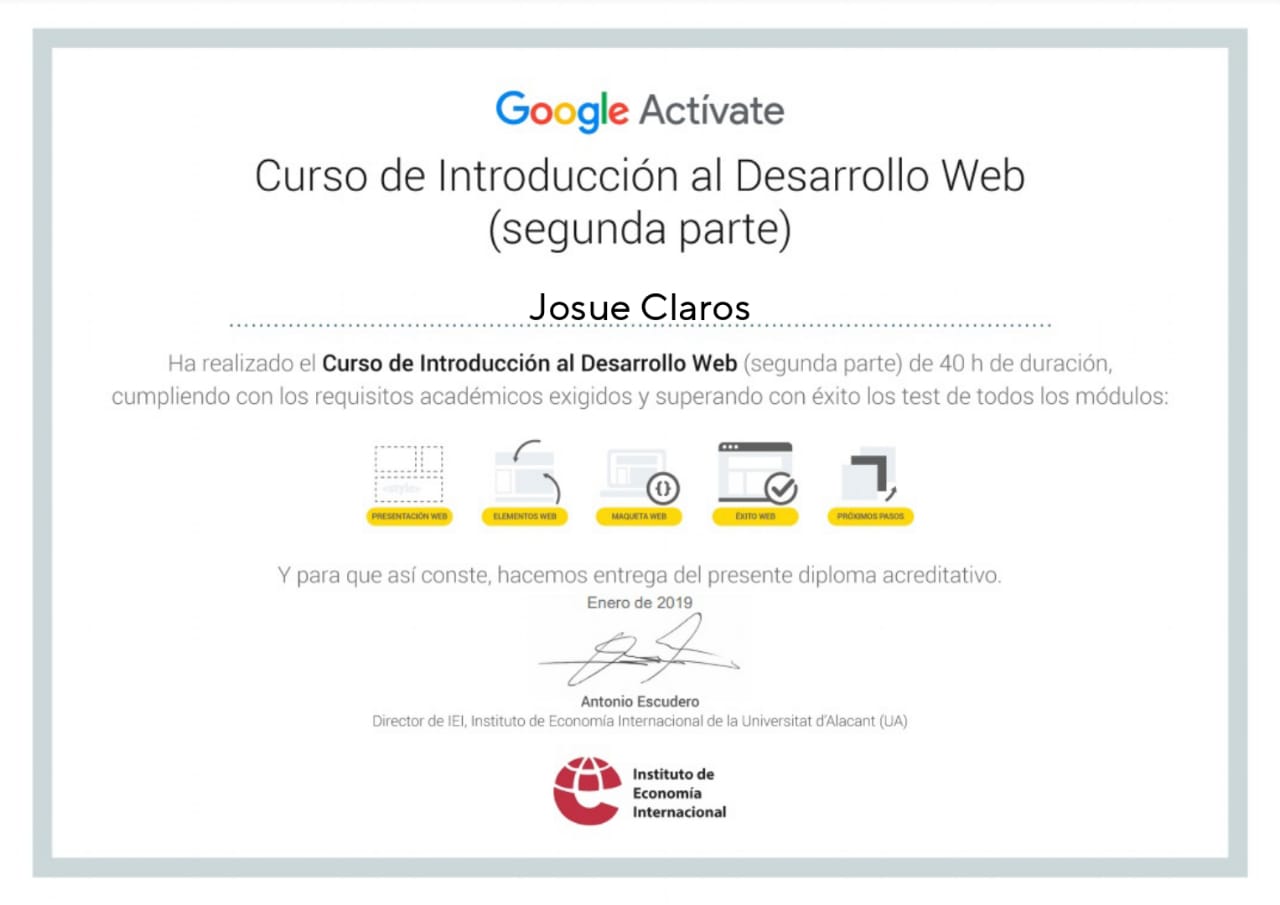 Google Actívate
Curso de Introducción al Desarrollo Web
(segunda parte)
Josue Claros
Ha realizado el Curso de Introducción al Desarrollo Web (segunda parte) de 40 h de duración,
cumpliendo con los requisitos académicos exigidos y superando con éxito los test de todos los módulos:
<style>
{}
PRESENTACIÓN WEB ELEMENTOS WEB MAQUETA WEB ÉXITO WEB PRÓXIMOS PASOS
Y para que así conste, hacemos entrega del presente diploma acreditativo.
Enero de 2019
Antonio Escudero
Director de IEI, Instituto de Economía Internacional de la Universitat d'Alacant (UA)
Instituto de
Economía
Internacional